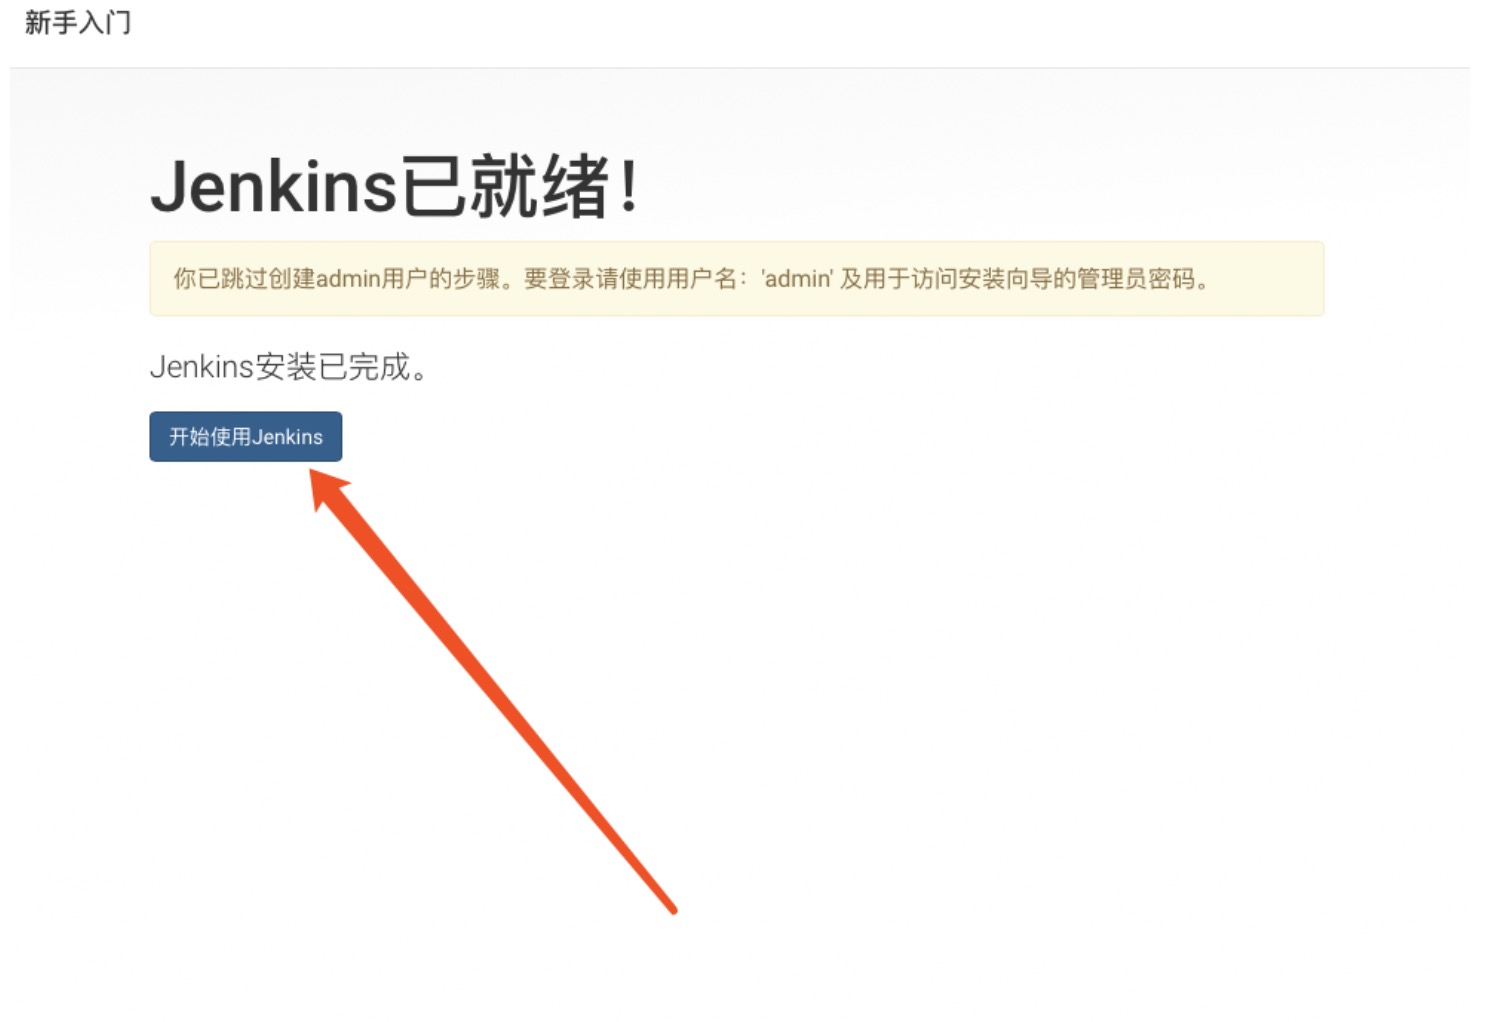 新手入门
Jenkins已就绪！
你已跳过创建admin用户的步骤。要登录请使用用户名：'admin' 及用于访问安装向导的管理员密码。
Jenkins安装已完成。
开始使用Jenkins